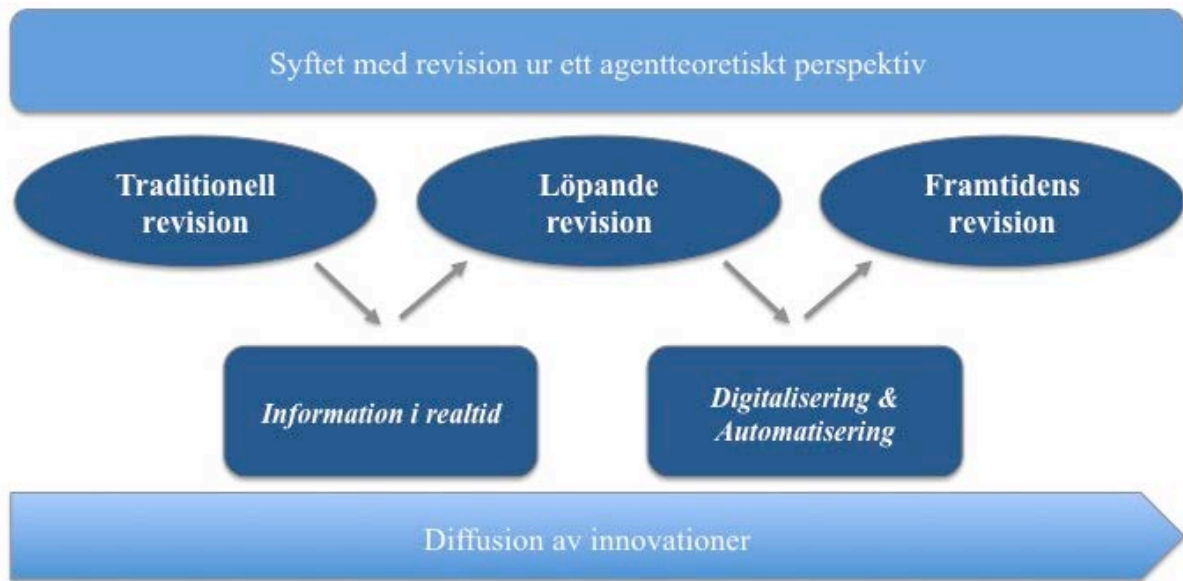 Syftet med revision ur ett agentteoretiskt perspektiv
Traditionell
revision
Löpande
revision
Framtidens
revision
Information i realtid
Digitalisering &
Automatisering
Diffusion av innovationer